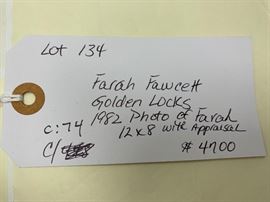 Lot 134
Farah Fawcett
Golden Locks
1982 Photo of Farah
12x8 with Appraisal
c:74
C/
$4700